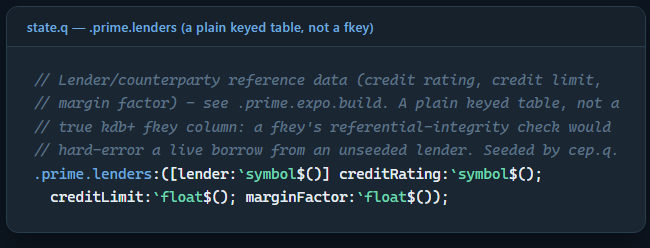 state.q — .prime.lenders (a plain keyed table, not a fkey)
// Lender/counterparty reference data (credit rating, credit limit,
// margin factor) - see .prime.expo.build. A plain keyed table, not a
// true kdb+ fkey column: a fkey's referential-integrity check would
// hard-error a live borrow from an unseeded lender. Seeded by cep.q.
.prime.lenders:([lender:`symbol$()] creditRating:`symbol$();
  creditLimit:`float$(); marginFactor:`float$());